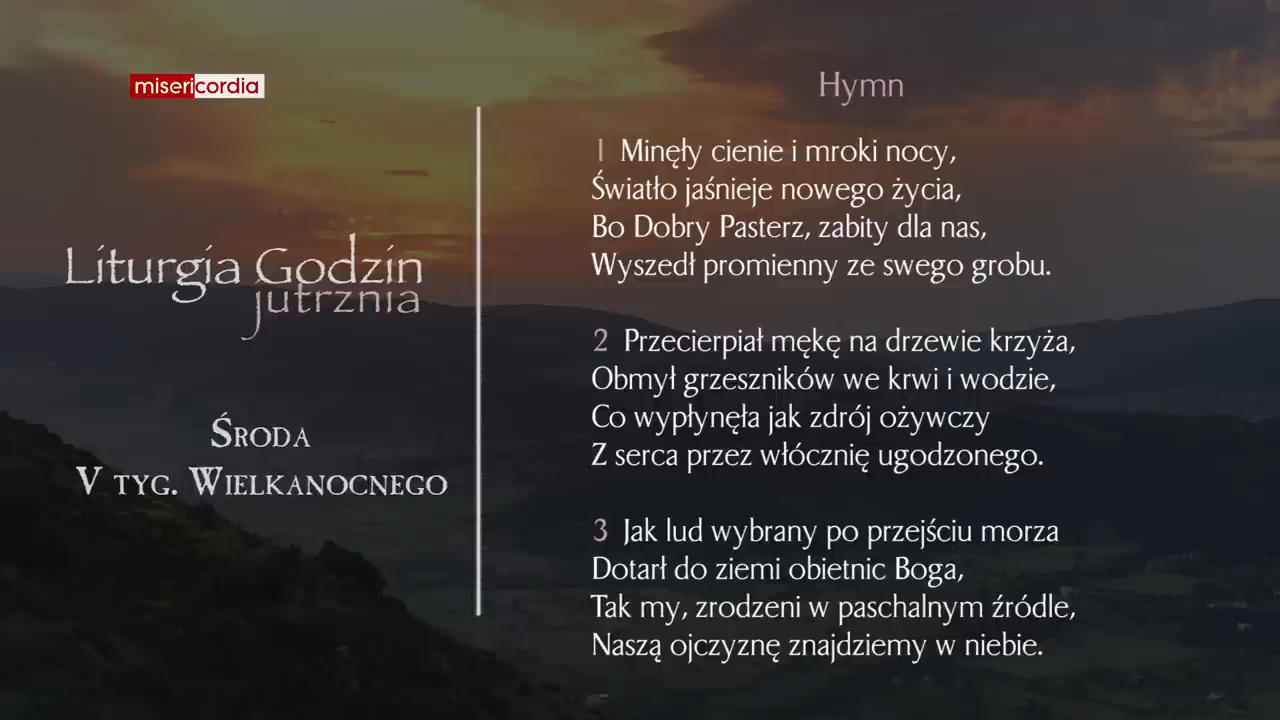 misericordia
Liturgia Godzin
jutrznia
Środa
V tyg. Wielkanocnego
Hymn
1 Minęły cienie i mroki nocy,
Światło jaśnieje nowego życia,
Bo Dobry Pasterz, zabity dla nas,
Wyszedł promienny ze swego grobu.
2 Przecierpiał mękę na drzewie krzyża,
Obmył grzeszników we krwi i wodzie,
Co wypłynęła jak zdrój ożywczy
Z serca przez włócznię ugodzonego.
3 Jak lud wybrany po przejściu morza
Dotarł do ziemi obietnic Boga,
Tak my, zrodzeni w paschalnym źródle,
Naszą ojczyznę znajdziemy w niebie.